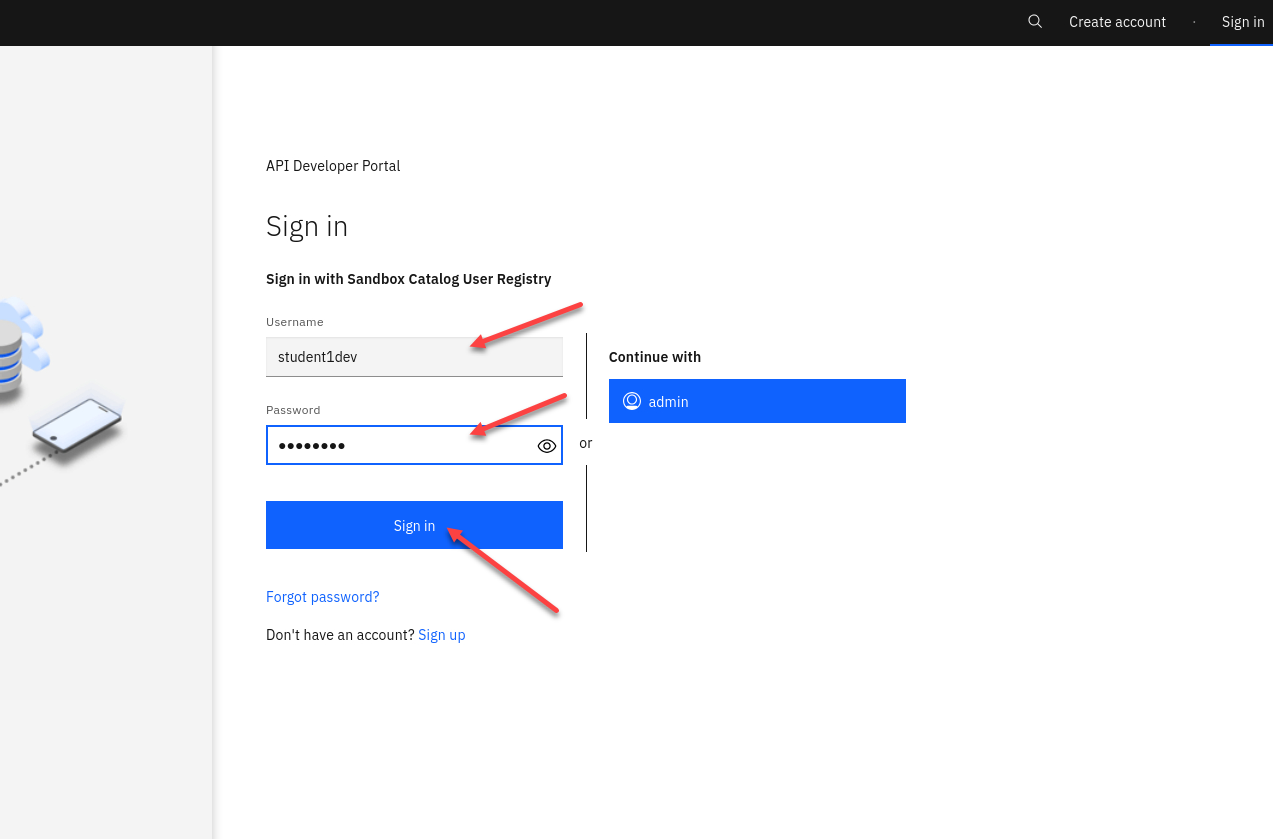 Create account · Sign in
API Developer Portal
Sign in
Sign in with Sandbox Catalog User Registry
Username
student1dev
Password
••••••••
Sign in
Forgot password?
Don't have an account? Sign up
or
Continue with
admin